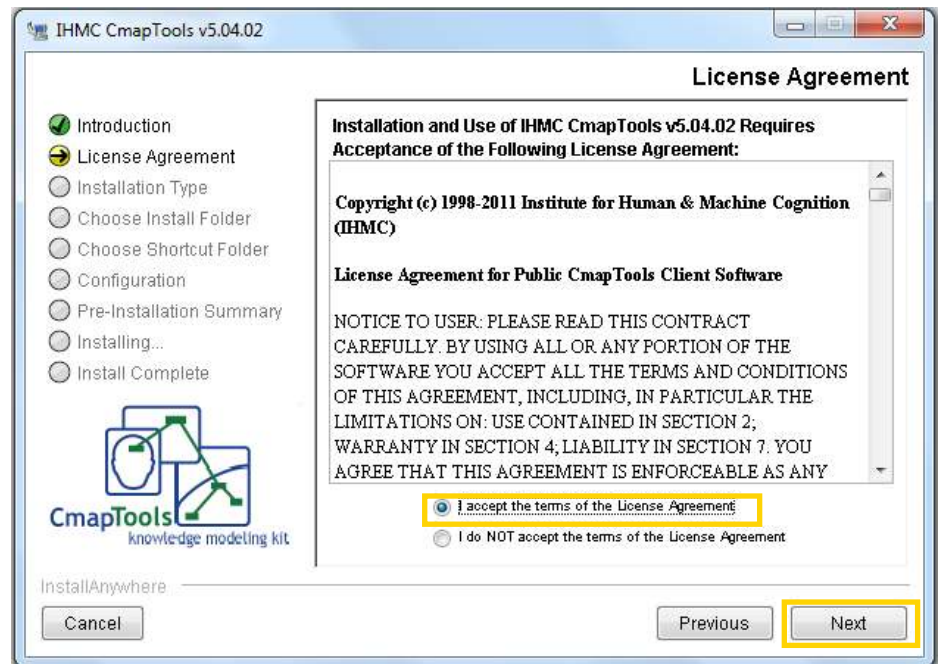 IHMC CmapTools v5.04.02
License Agreement
Introduction
License Agreement
Installation Type
Choose Install Folder
Choose Shortcut Folder
Configuration
Pre-Installation Summary
Installing...
Install Complete
CmapTools
knowledge modeling kit
Installation and Use of IHMC CmapTools v5.04.02 Requires
Acceptance of the Following License Agreement:
Copyright (c) 1998-2011 Institute for Human & Machine Cognition
(IHMC)
License Agreement for Public CmapTools Client Software
NOTICE TO USER: PLEASE READ THIS CONTRACT
CAREFULLY. BY USING ALL OR ANY PORTION OF THE
SOFTWARE YOU ACCEPT ALL THE TERMS AND CONDITIONS
OF THIS AGREEMENT, INCLUDING, IN PARTICULAR THE
LIMITATIONS ON: USE CONTAINED IN SECTION 2;
WARRANTY IN SECTION 4; LIABILITY IN SECTION 7. YOU
AGREE THAT THIS AGREEMENT IS ENFORCEABLE AS ANY
I accept the terms of the License Agreement
I do NOT accept the terms of the License Agreement
InstallAnywhere
Cancel
Previous
Next